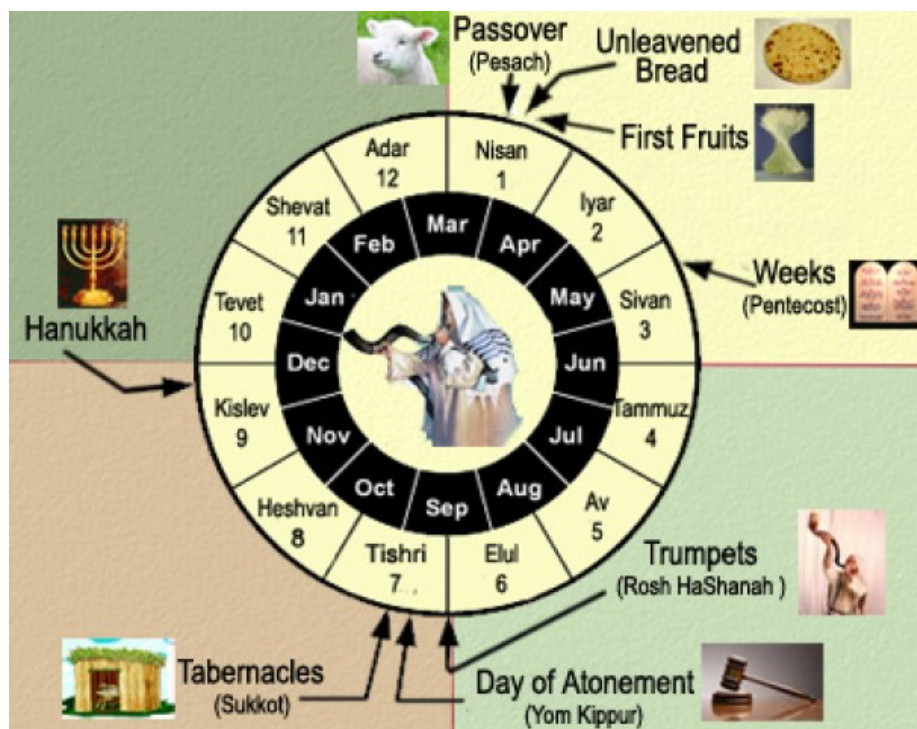 Passover
(Pesach)
Unleavened
Bread
First Fruits
Weeks
(Pentecost)
Hanukkah
Nisan
1
Iyar
2
Sivan
3
Tammuz
4
Av
5
Elul
6
Tishri
7
Heshvan
8
Kislev
9
Tevet
10
Shevat
11
Adar
12
Mar
Apr
May
Jun
Jul
Aug
Sep
Oct
Nov
Dec
Jan
Feb
Trumpets
(Rosh HaShanah )
Day of Atonement
(Yom Kippur)
Tabernacles
(Sukkot)